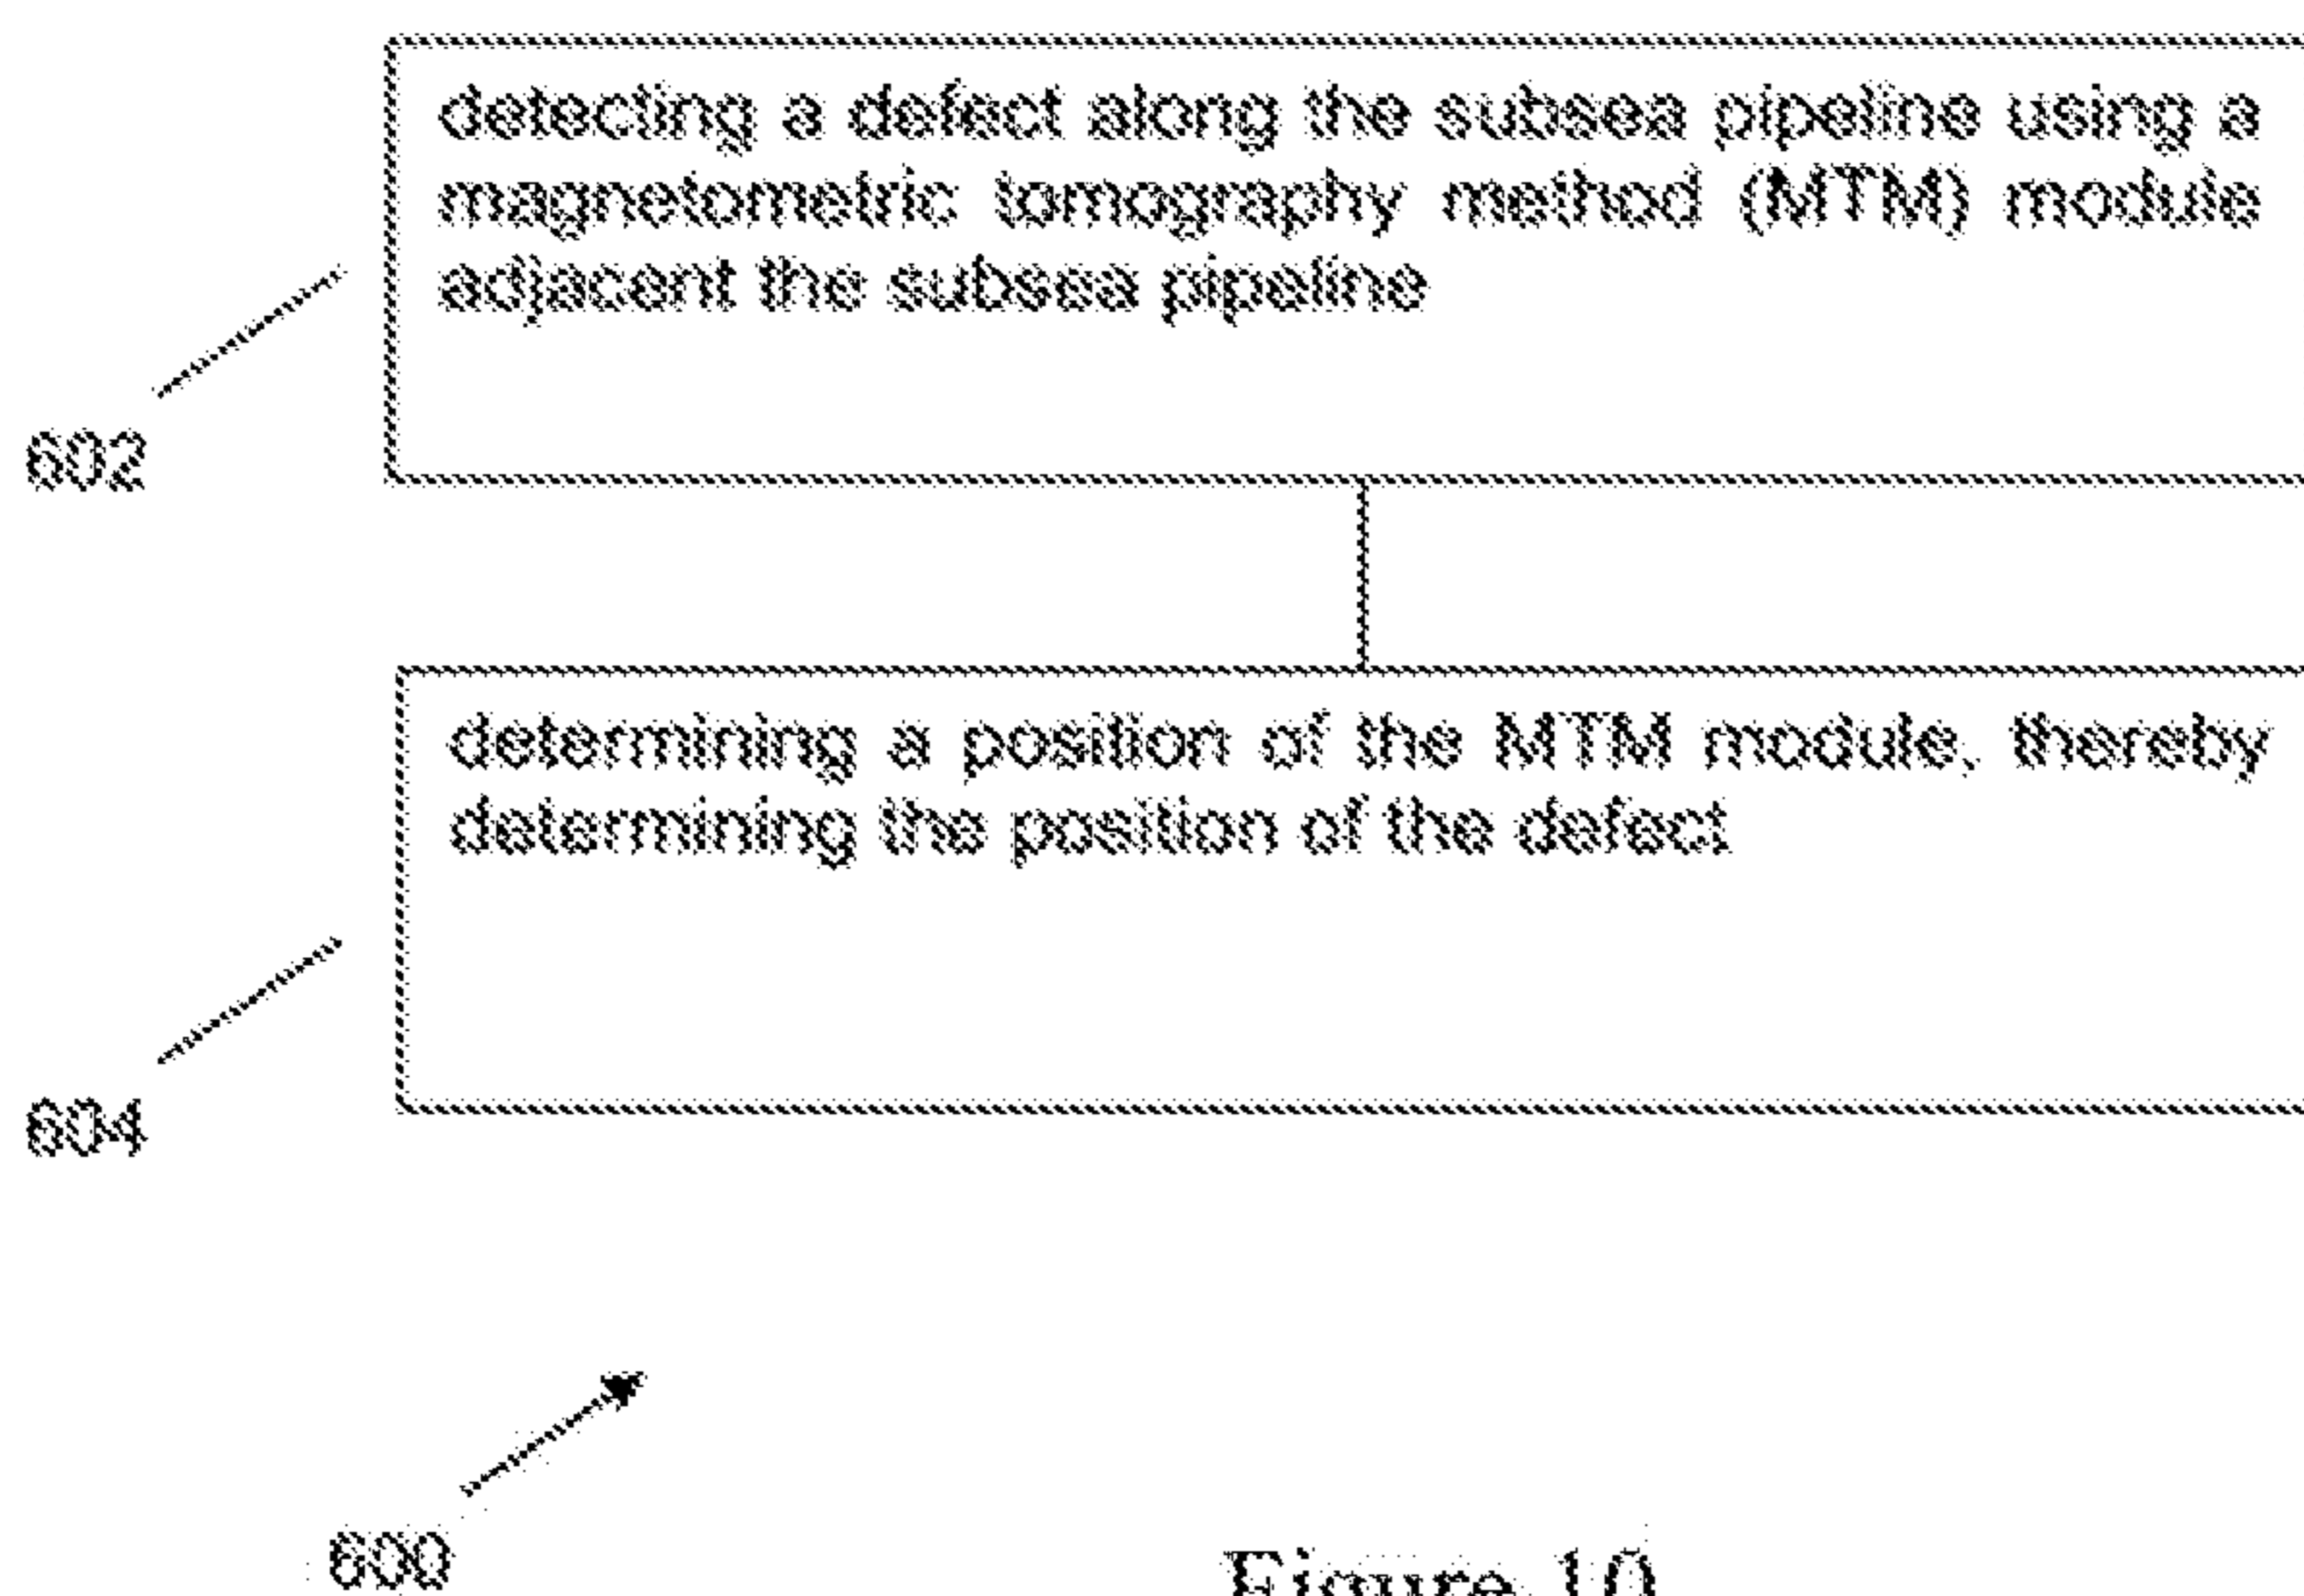 detecting a defect along the subsea pipeline using a
magnetometric tomography method (MTM) module
adjacent the subsea pipeline
602
determining a position of the MTM module, thereby
determining the position of the defect
604
600
Figure 10